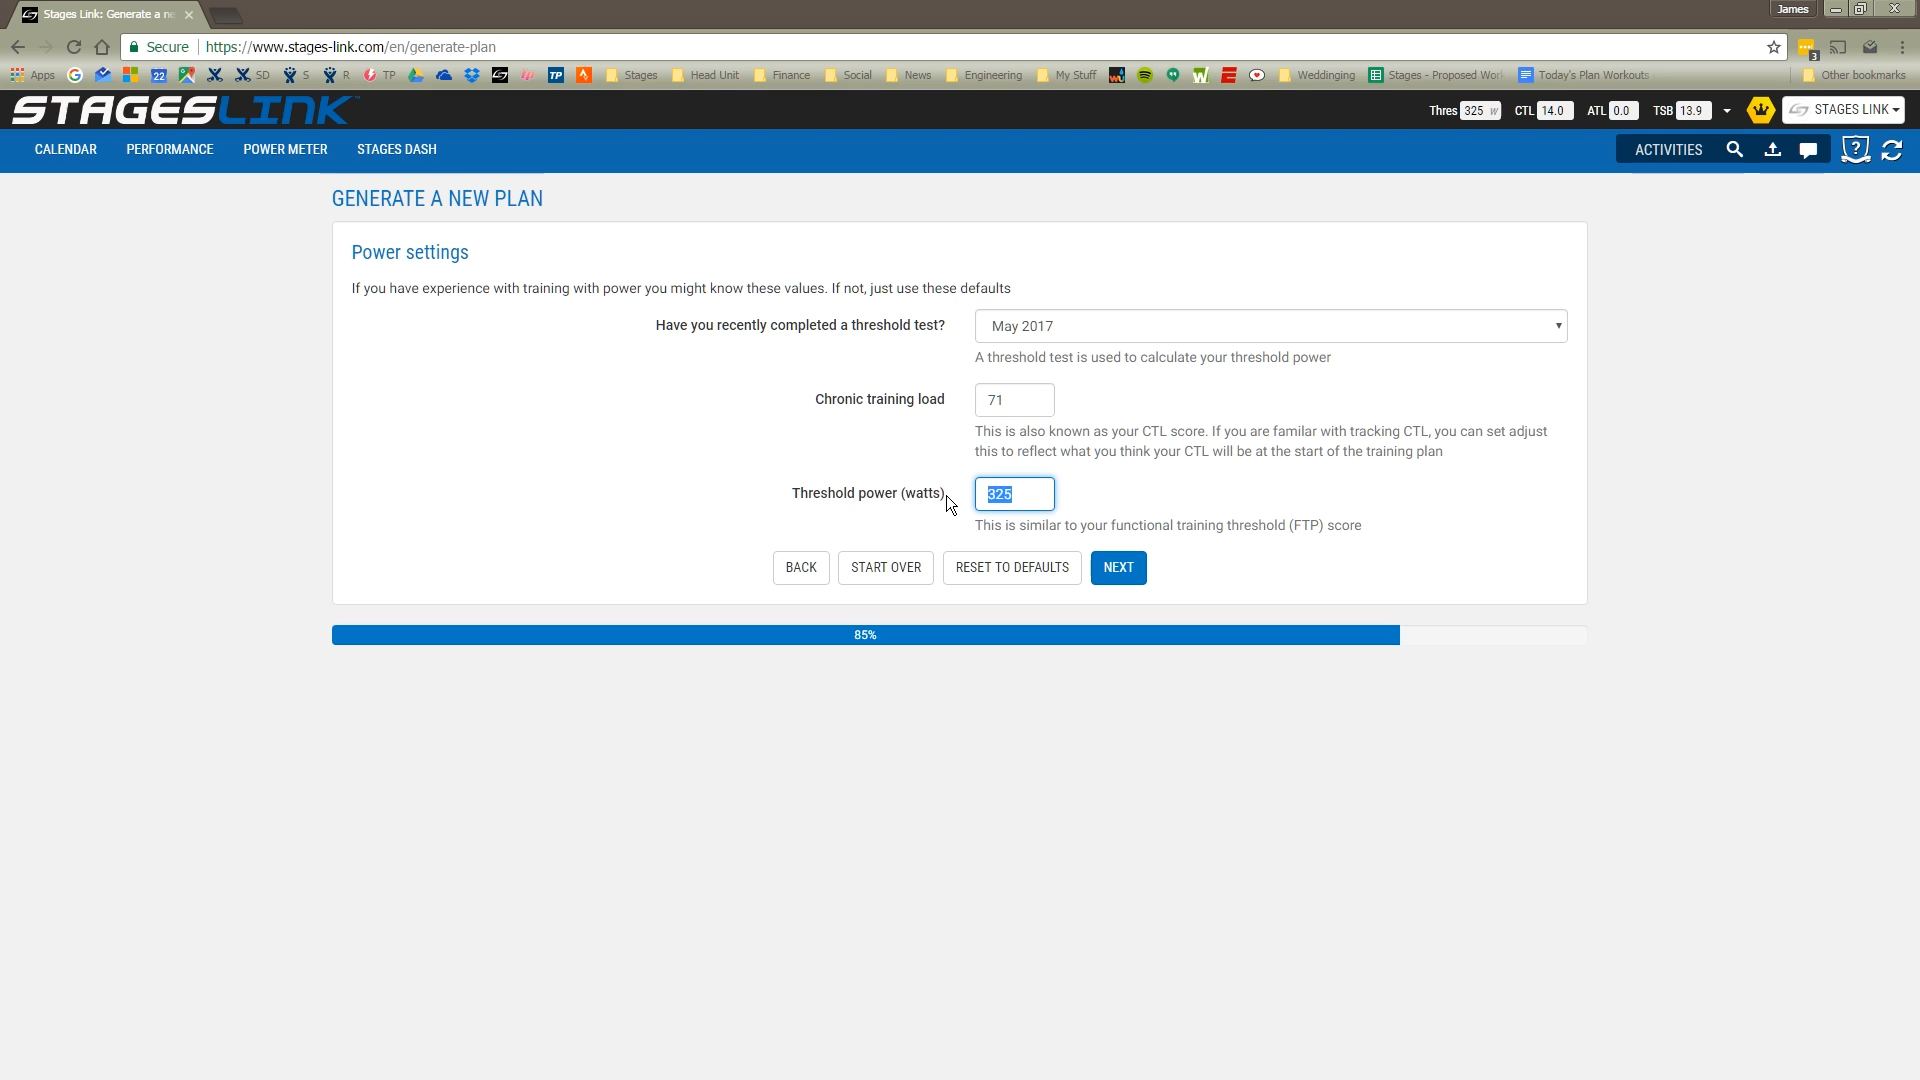 Stages Link: Generate a ne
James
Secure https://www.stages-link.com/en/generate-plan
3
Apps 22 SD S R TP TP Stages Head Unit Finance Social News Engineering My Stuff Weddinging Stages - Proposed Work Today's Plan Workouts Other bookmarks
STAGESLINK
Thres 325 w CTL 14.0 ATL 0.0 TSB 13.9 STAGES LINK
CALENDAR PERFORMANCE POWER METER STAGES DASH ACTIVITIES ?
GENERATE A NEW PLAN
Power settings
If you have experience with training with power you might know these values. If not, just use these defaults
Have you recently completed a threshold test? May 2017
A threshold test is used to calculate your threshold power
Chronic training load 71
This is also known as your CTL score. If you are familar with tracking CTL, you can set adjust
this to reflect what you think your CTL will be at the start of the training plan
Threshold power (watts) 325
This is similar to your functional training threshold (FTP) score
BACK START OVER RESET TO DEFAULTS NEXT
85%